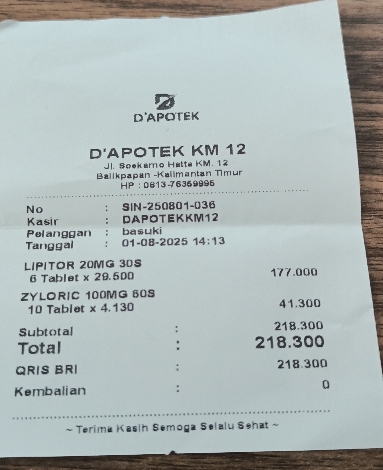 D'APOTEK
D'APOTEK KM 12
Jl. Soekarno Hatta KM. 12
Balikpapan -Kalimantan Timur
HP : 0813-76369995
No : SIN-250801-036
Kasir : DAPOTEKKM12
Pelanggan : basuki
Tanggal : 01-08-2025 14:13
LIPITOR 20MG 30S
6 Tablet x 29.500 177.000
ZYLORIC 100MG 60S
10 Tablet x 4.130 41.300
Subtotal : 218.300
Total : 218.300
QRIS BRI : 218.300
Kembalian : 0
~ Terima Kasih Semoga Selalu Sehat ~